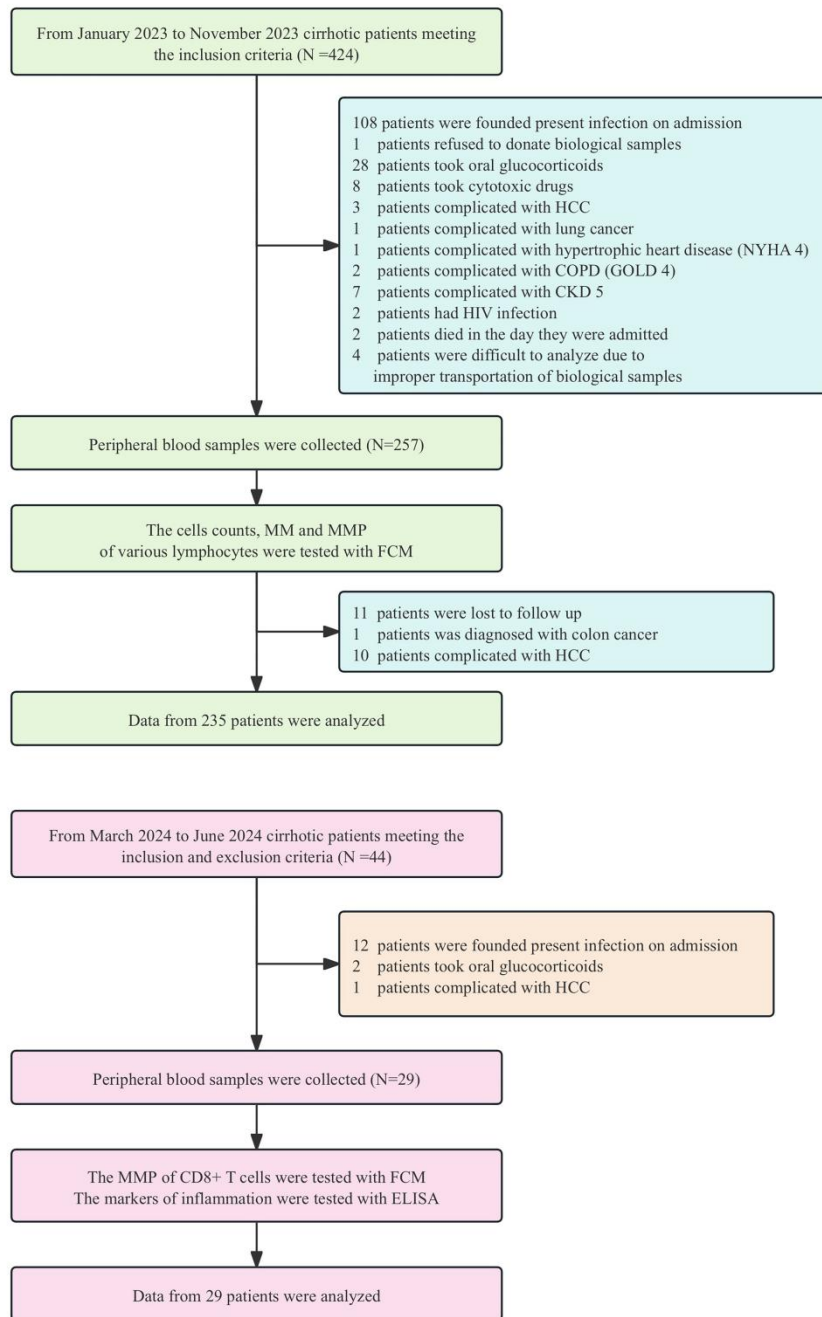 From January 2023 to November 2023 cirrhotic patients meeting
the inclusion criteria (N =424)
108 patients were founded present infection on admission
1 patients refused to donate biological samples
28 patients took oral glucocorticoids
8 patients took cytotoxic drugs
3 patients complicated with HCC
1 patients complicated with lung cancer
1 patients complicated with hypertrophic heart disease (NYHA 4)
2 patients complicated with COPD (GOLD 4)
7 patients complicated with CKD 5
2 patients had HIV infection
2 patients died in the day they were admitted
4 patients were difficult to analyze due to
improper transportation of biological samples
Peripheral blood samples were collected (N=257)
The cells counts, MM and MMP
of various lymphocytes were tested with FCM
11 patients were lost to follow up
1 patients was diagnosed with colon cancer
10 patients complicated with HCC
Data from 235 patients were analyzed
From March 2024 to June 2024 cirrhotic patients meeting the
inclusion and exclusion criteria (N =44)
12 patients were founded present infection on admission
2 patients took oral glucocorticoids
1 patients complicated with HCC
Peripheral blood samples were collected (N=29)
The MMP of CD8+ T cells were tested with FCM
The markers of inflammation were tested with ELISA
Data from 29 patients were analyzed